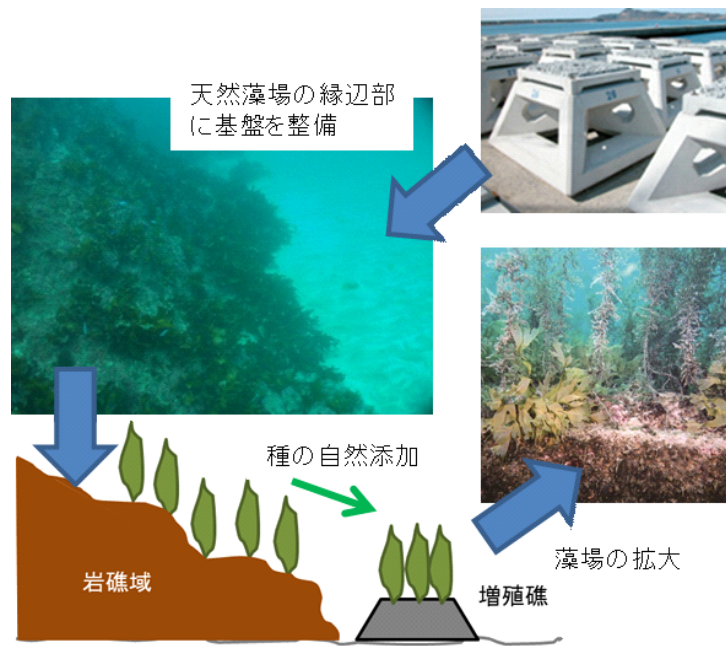 天然藻場の縁辺部
に基盤を整備
種の自然添加
藻場の拡大
岩礁域
増殖礁